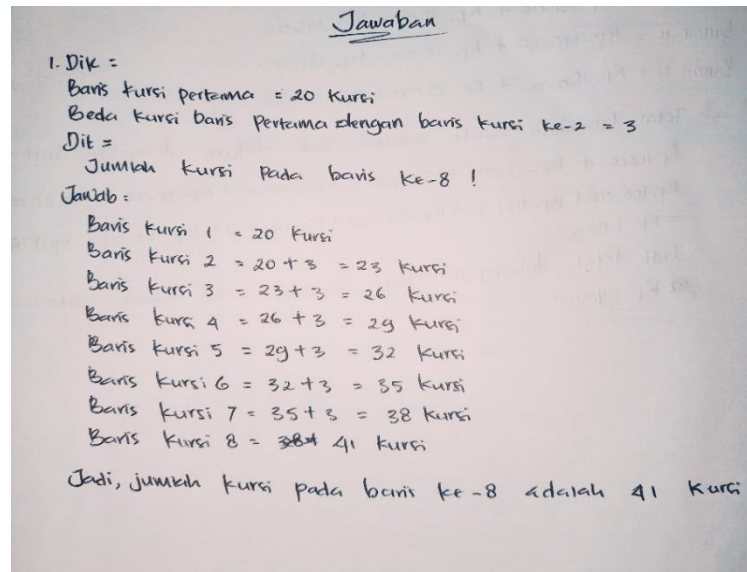 Jawaban
1. Dik =
Baris kursi pertama = 20 Kursi
Beda kursi baris pertama dengan baris kursi ke-2 = 3
Dit =
Jumlah kursi pada baris ke-8 !
Jawab :
Baris kursi 1 = 20 Kursi
Baris kursi 2 = 20 + 3 = 23 Kursi
Baris kursi 3 = 23 + 3 = 26 Kursi
Baris kursi 4 = 26 + 3 = 29 Kursi
Baris kursi 5 = 29 + 3 = 32 Kursi
Baris kursi 6 = 32 + 3 = 35 Kursi
Baris kursi 7 = 35 + 3 = 38 Kursi
Baris kursi 8 = 41 Kursi
Jadi, jumlah kursi pada baris ke-8 adalah 41 Kursi